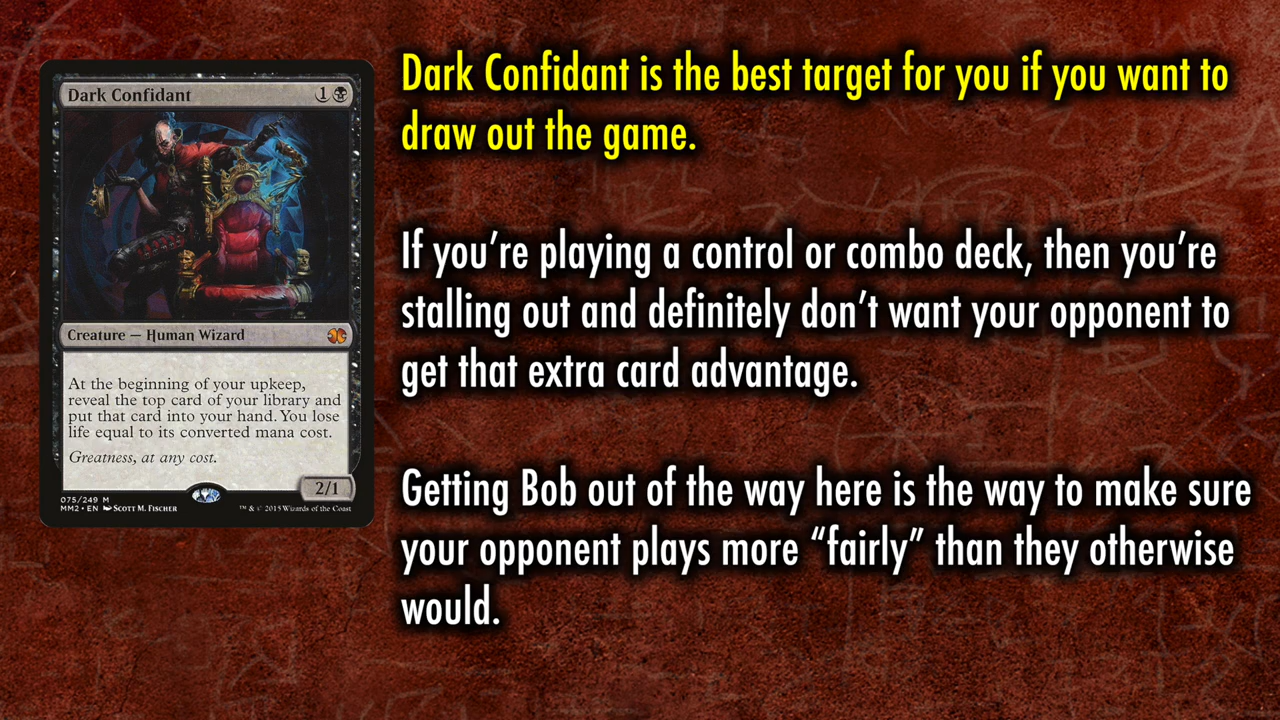 Dark Confidant 1
Creature — Human Wizard
At the beginning of your upkeep,
reveal the top card of your library and
put that card into your hand. You lose
life equal to its converted mana cost.
Greatness, at any cost.
2/1
075/249 M
MM2 • EN Scott M. Fischer
™ & © 2015 Wizards of the Coast
Dark Confidant is the best target for you if you want to
draw out the game.
If you’re playing a control or combo deck, then you’re
stalling out and definitely don’t want your opponent to
get that extra card advantage.
Getting Bob out of the way here is the way to make sure
your opponent plays more “fairly” than they otherwise
would.